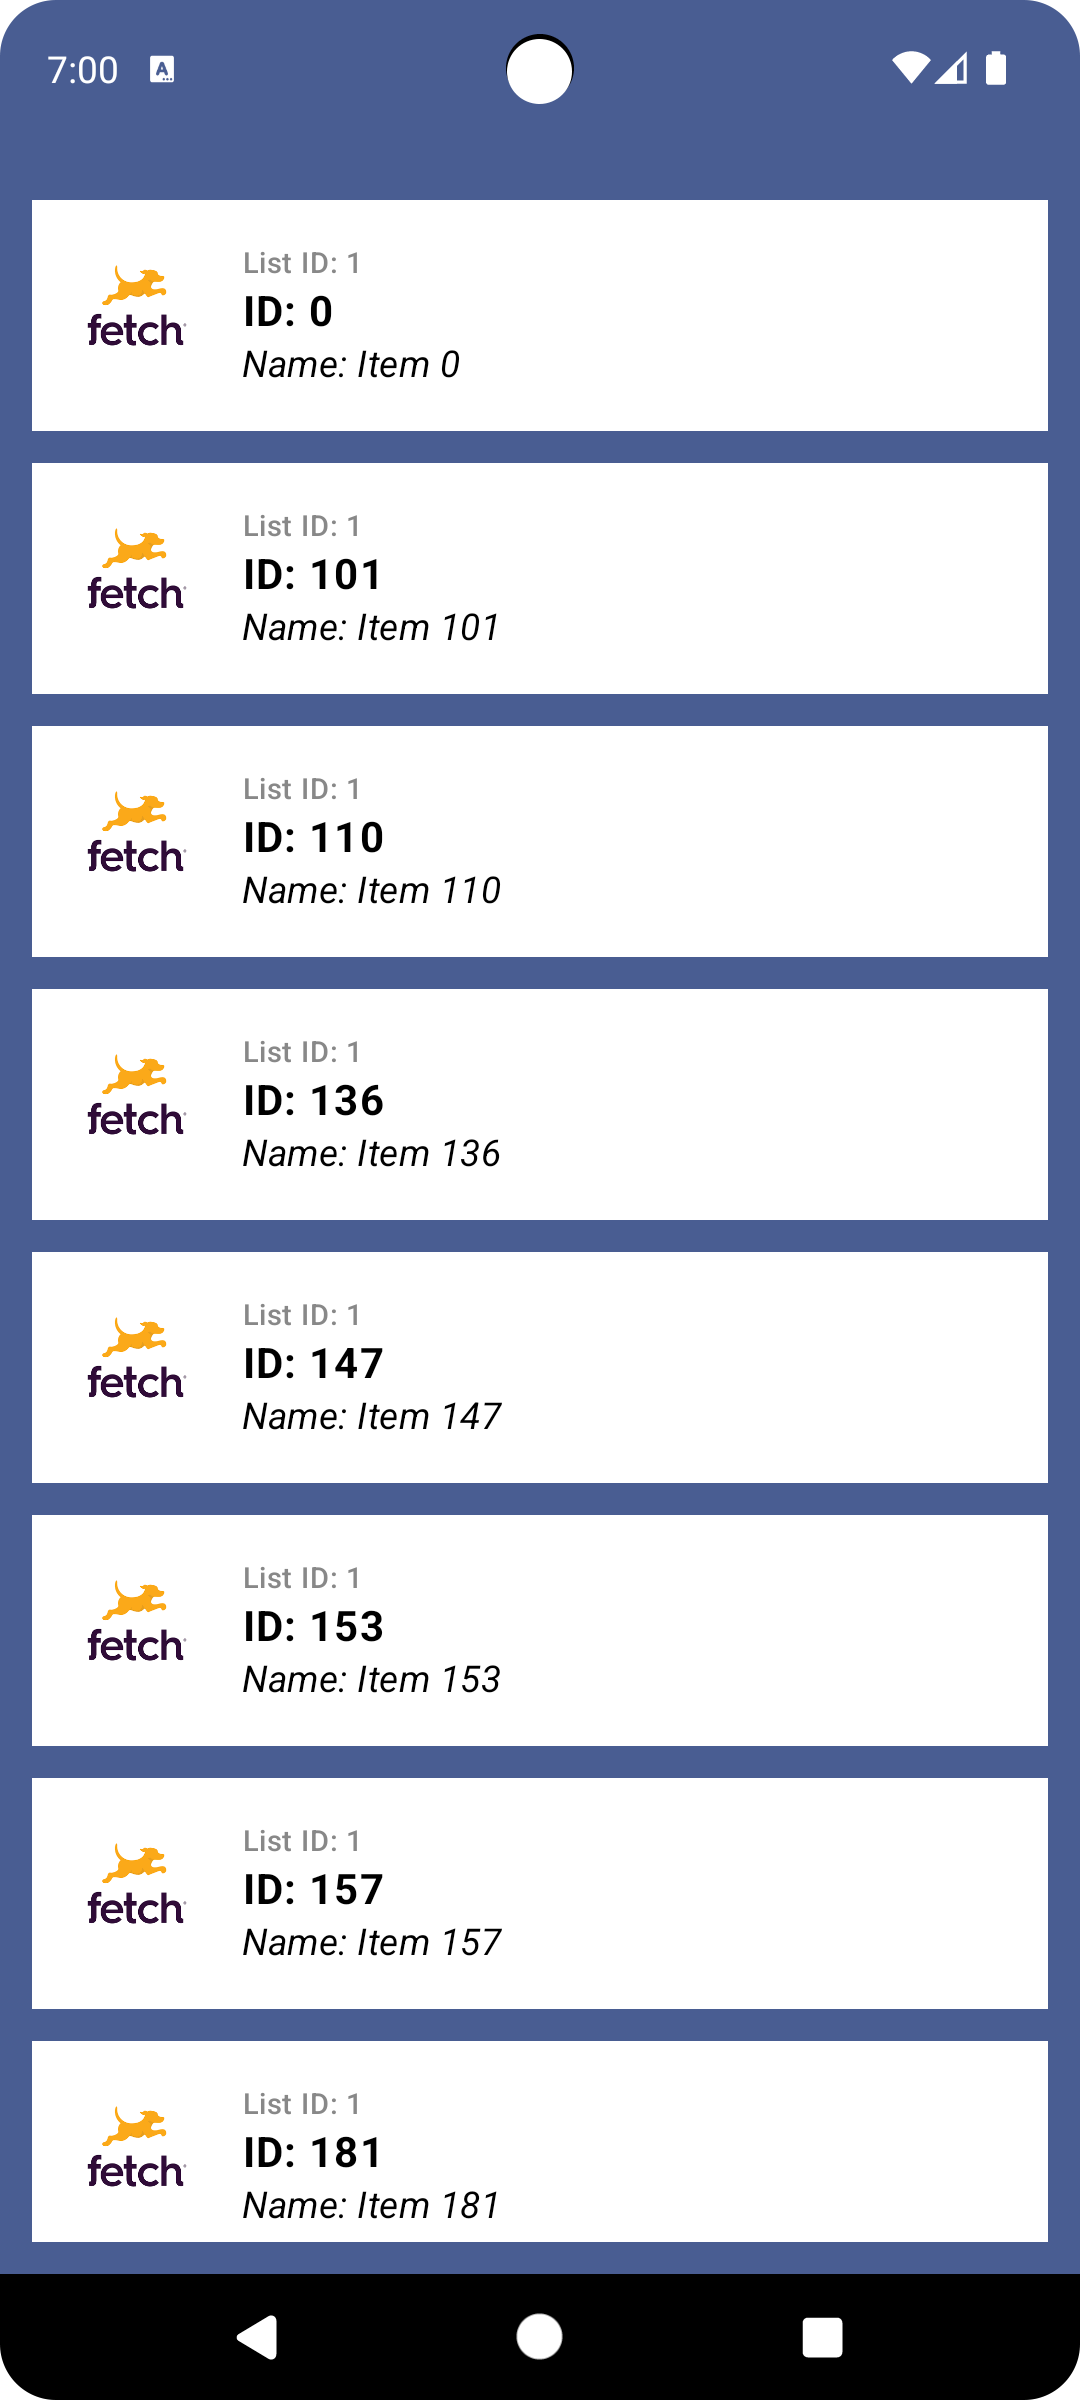 7:00
fetch
List ID: 1
ID: 0
Name: Item 0
fetch
List ID: 1
ID: 101
Name: Item 101
fetch
List ID: 1
ID: 110
Name: Item 110
fetch
List ID: 1
ID: 136
Name: Item 136
fetch
List ID: 1
ID: 147
Name: Item 147
fetch
List ID: 1
ID: 153
Name: Item 153
fetch
List ID: 1
ID: 157
Name: Item 157
fetch
List ID: 1
ID: 181
Name: Item 181